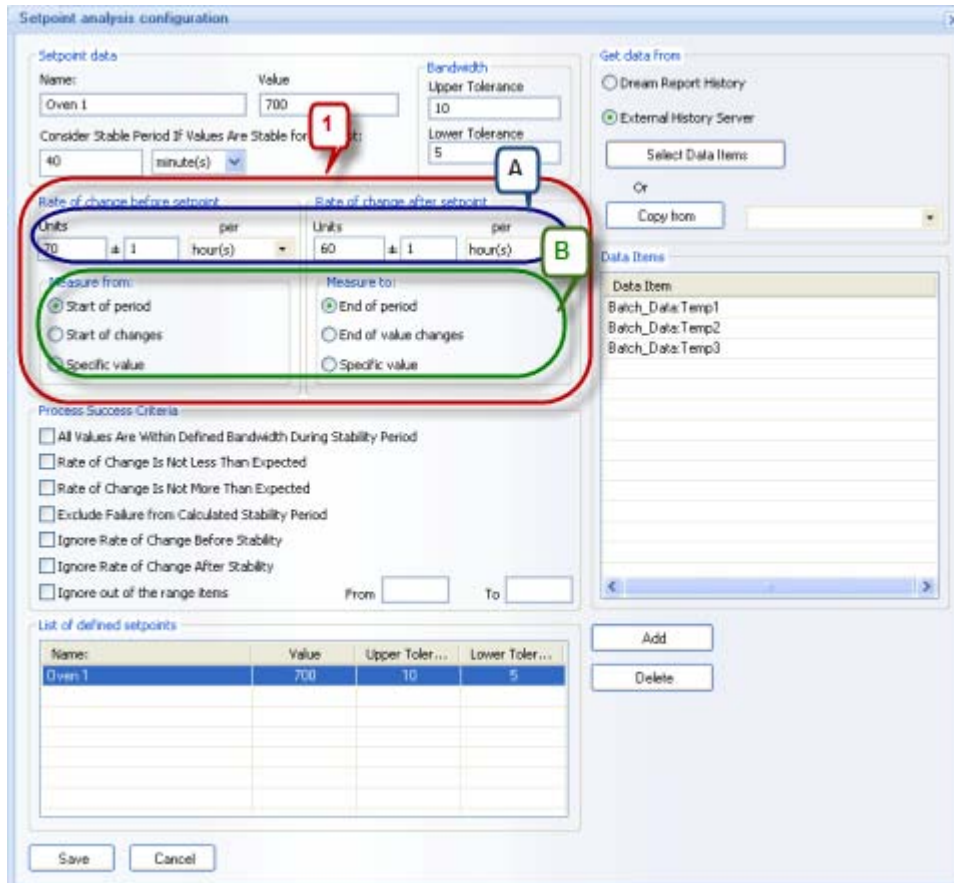 Setpoint analysis configuration
Setpoint data
Name:
Value
Oven 1
700
Consider Stable Period If Values Are Stable for
40
minute(s)
Bandwidth
Upper Tolerance
10
Lower Tolerance
5
1
A
B
Rate of change before setpoint
Units
per
70 ± 1 hour(s)
Measure from:
Start of period
Start of changes
Specific value
Rate of change after setpoint
Units
per
60 ± 1 hour(s)
Measure to:
End of period
End of value changes
Specific value
Process Success Criteria
All Values Are Within Defined Bandwidth During Stability Period
Rate of Change Is Not Less Than Expected
Rate of Change Is Not More Than Expected
Exclude Failure from Calculated Stability Period
Ignore Rate of Change Before Stability
Ignore Rate of Change After Stability
Ignore out of the range items From To
List of defined setpoints
Name: Value Upper Toler... Lower Toler...
Oven 1 700 10 5
Save Cancel
Get data from
Dream Report History
External History Server
Select Data Items
Or
Copy from
Data Items
Data Item
Batch_Data:Temp1
Batch_Data:Temp2
Batch_Data:Temp3
Add
Delete